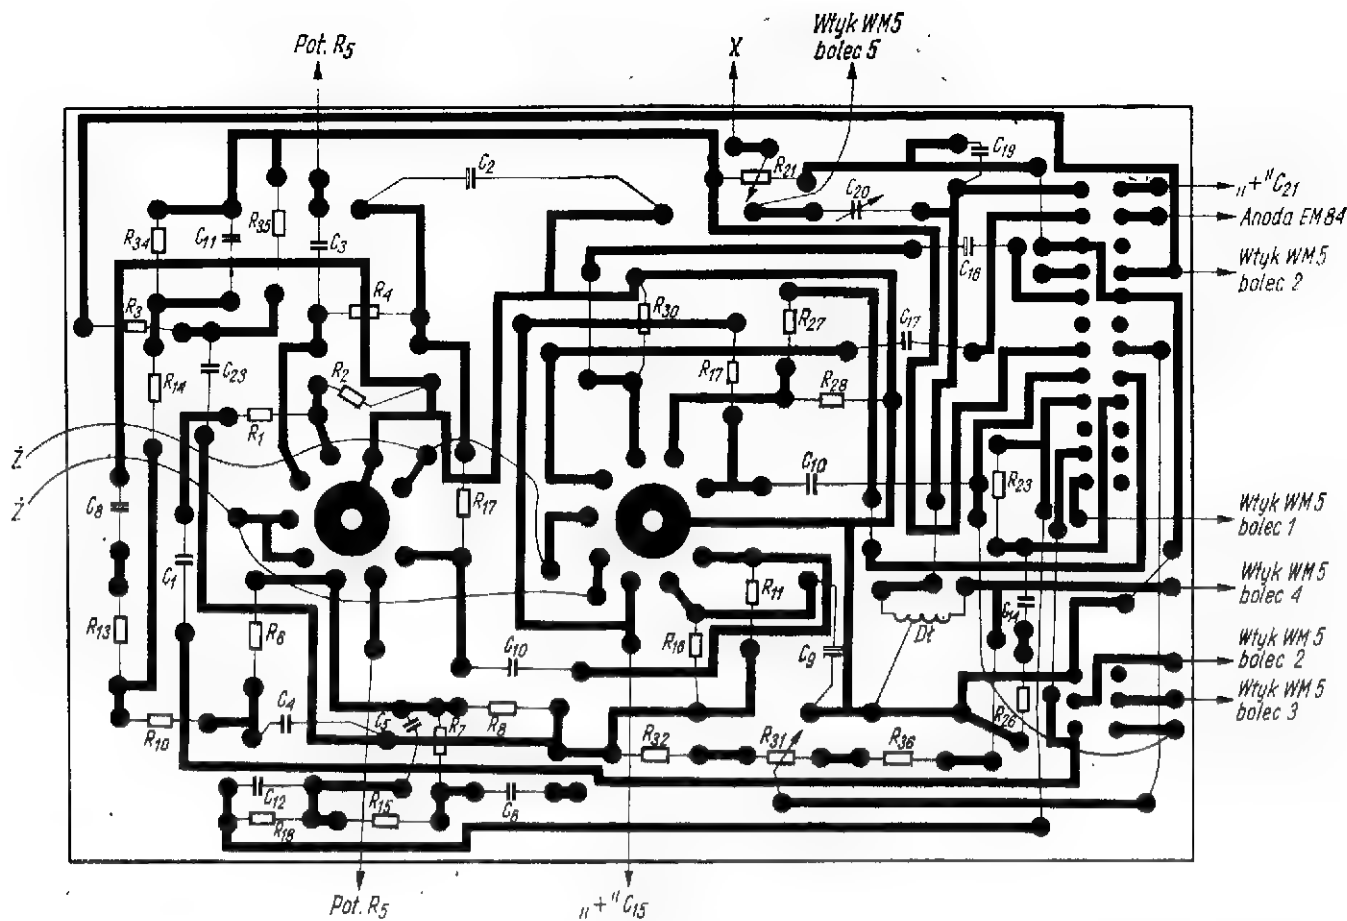 Pot. R5
X
Wtyk WM5
bolec 5
C2
R21
C19
C20
„+"C21
Anoda EM84
Wtyk WM5
bolec 2
R34
C11
R35
C3
C18
R3
R4
R30
R27
C17
R14
C23
R2
R17
R28
R1
Ż
Ż
C8
R17
C10
R23
Wtyk WM5
bolec 1
C1
R11
Wtyk WM5
bolec 4
R13
R6
C10
R16
C9
Dł
C14
Wtyk WM5
bolec 2
Wtyk WM5
bolec 3
R10
C4
C5
R7
R8
R32
R31
R36
R26
C12
R18
R15
C6
Pot. R5
„+"C15